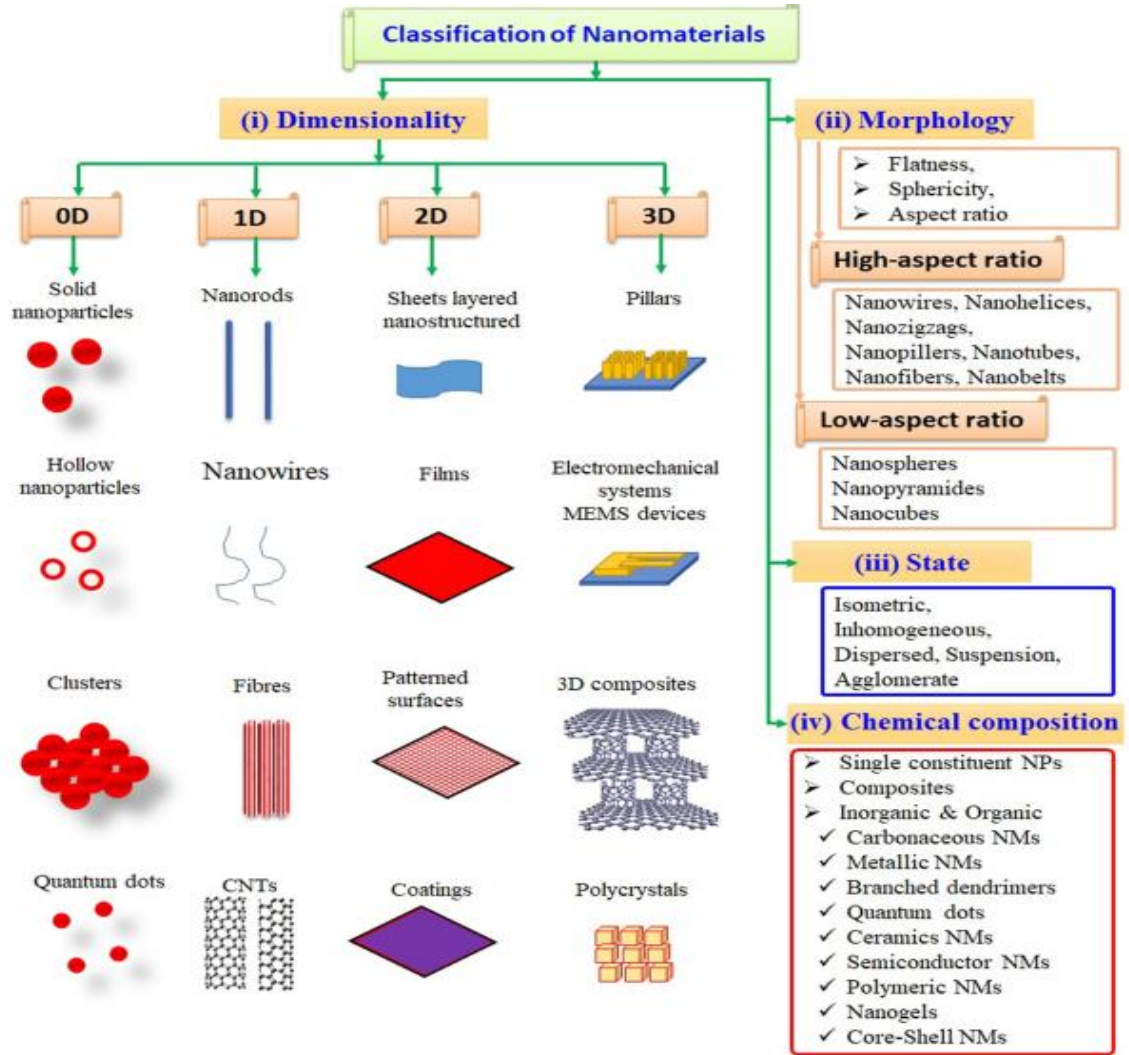 Classification of Nanomaterials
(i) Dimensionality
0D
1D
2D
3D
Solid
nanoparticles
Nanorods
Sheets layered
nanostructured
Pillars
Hollow
nanoparticles
Nanowires
Films
Electromechanical
systems
MEMS devices
Clusters
Fibres
Patterned
surfaces
3D composites
Quantum dots
CNTs
Coatings
Polycrystals
(ii) Morphology
➢ Flatness,
➢ Sphericity,
➢ Aspect ratio
High-aspect ratio
Nanowires, Nanohelices,
Nanozigzags,
Nanopillers, Nanotubes,
Nanofibers, Nanobelts
Low-aspect ratio
Nanospheres
Nanopyramides
Nanocubes
(iii) State
Isometric,
Inhomogeneous,
Dispersed, Suspension,
Agglomerate
(iv) Chemical composition
➢ Single constituent NPs
➢ Composites
➢ Inorganic & Organic
✓ Carbonaceous NMs
✓ Metallic NMs
✓ Branched dendrimers
✓ Quantum dots
✓ Ceramics NMs
✓ Semiconductor NMs
✓ Polymeric NMs
✓ Nanogels
✓ Core-Shell NMs